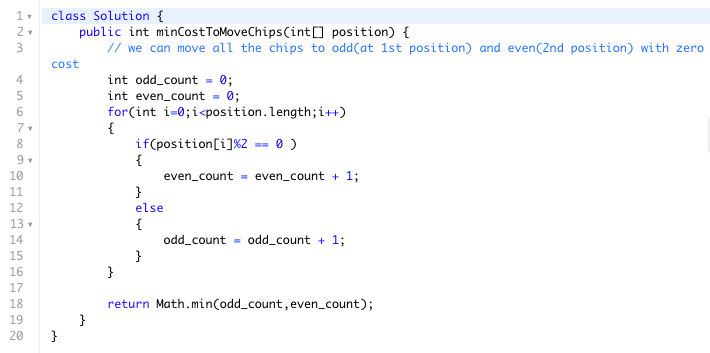 1 class Solution {
2 public int minCostToMoveChips(int[] position) {
3 // we can move all the chips to odd(at 1st position) and even(2nd position) with zero
cost
4 int odd_count = 0;
5 int even_count = 0;
6 for(int i=0;i<position.length;i++)
7 {
8 if(position[i]%2 == 0 )
9 {
10 even_count = even_count + 1;
11 }
12 else
13 {
14 odd_count = odd_count + 1;
15 }
16 }
17
18 return Math.min(odd_count,even_count);
19 }
20 }